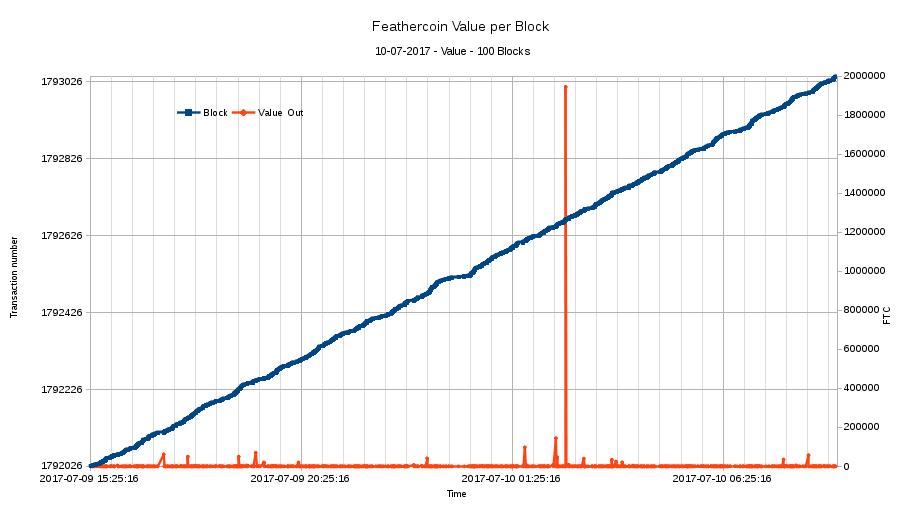 Feathercoin Value per Block
10-07-2017 - Value - 100 Blocks
Block Value Out
Transaction number
1793026
1792826
1792626
1792426
1792226
1792026
2000000
1800000
1600000
1400000
1200000
1000000
800000
600000
400000
200000
0
FTC
2017-07-09 15:25:16 2017-07-09 20:25:16 2017-07-10 01:25:16 2017-07-10 06:25:16
Time